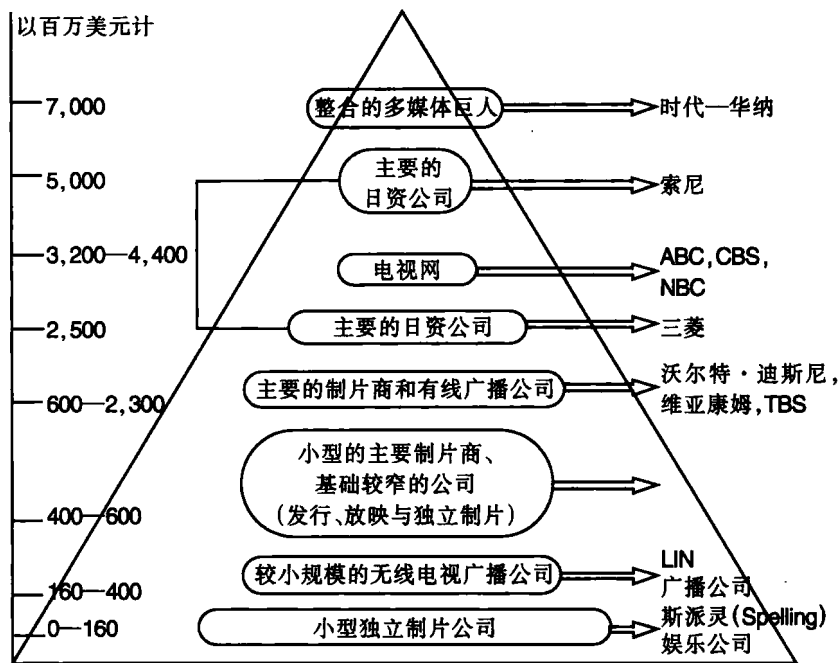 以百万美元计
7,000
整合的多媒体巨人
时代—华纳
5,000
主要的
日资公司
索尼
3,200—4,400
电视网
ABC,CBS,
NBC
2,500
主要的日资公司
三菱
600—2,300
主要的制片商和有线广播公司
沃尔特·迪斯尼,
维亚康姆,TBS
小型的主要制片商、
基础较窄的公司
(发行、放映与独立制片)
400—600
160—400
较小规模的无线电视广播公司
LIN
广播公司
0—160
小型独立制片公司
斯派灵(Spelling)
娱乐公司